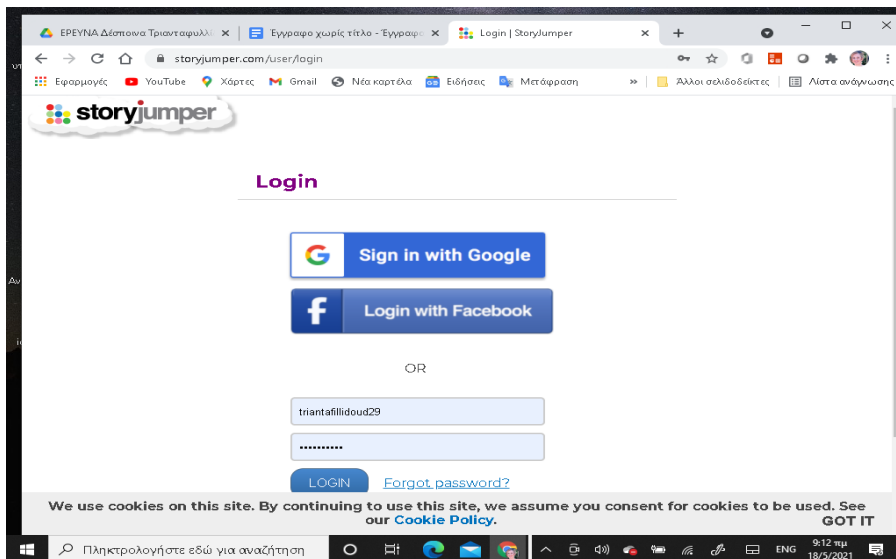 ΕΡΕΥΝΑ Δέσποινα Τριανταφυλλί
Έγγραφο χωρίς τίτλο - Έγγραφο
Login | StoryJumper
storyjumper.com/user/login
Εφαρμογές YouTube Χάρτες Gmail Νέα καρτέλα Ειδήσεις Μετάφραση » Άλλοι σελιδοδείκτες Λίστα ανάγνωσης
storyjumper
Login
Sign in with Google
Login with Facebook
OR
triantafillidoud29
••••••••••
LOGIN Forgot password?
We use cookies on this site. By continuing to use this site, we assume you consent for cookies to be used. See
our Cookie Policy.
GOT IT
Πληκτρολογήστε εδώ για αναζήτηση
ENG
9:12 πμ
18/5/2021